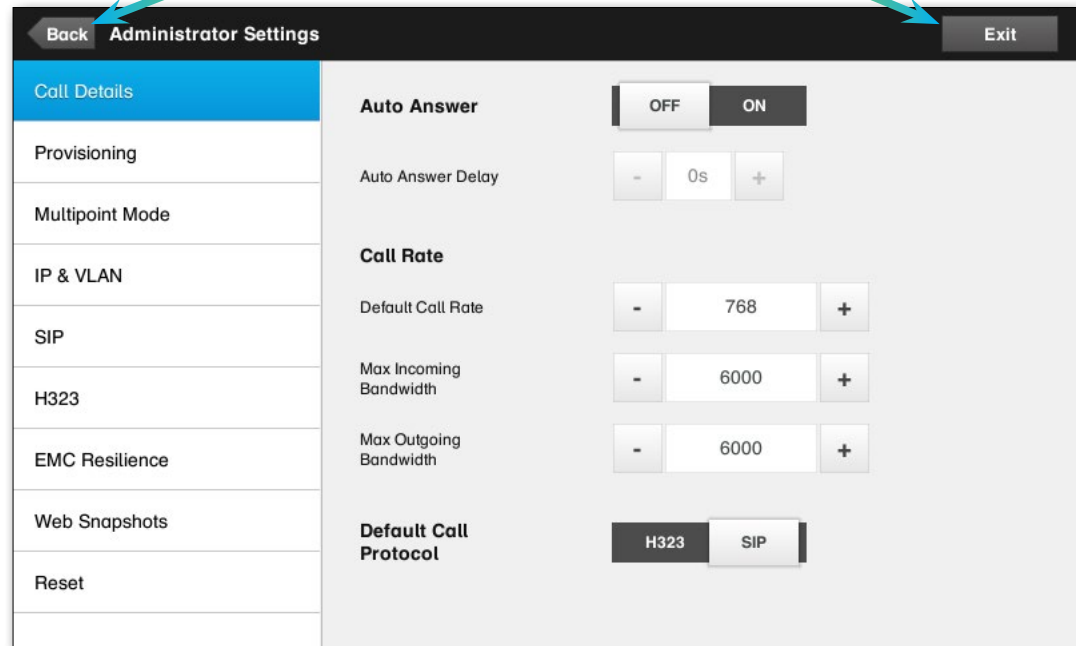 Back Administrator Settings Exit
Call Details
Provisioning
Multipoint Mode
IP & VLAN
SIP
H323
EMC Resilience
Web Snapshots
Reset
Auto Answer OFF ON
Auto Answer Delay - 0s +
Call Rate
Default Call Rate - 768 +
Max Incoming
Bandwidth - 6000 +
Max Outgoing
Bandwidth - 6000 +
Default Call
Protocol H323 SIP